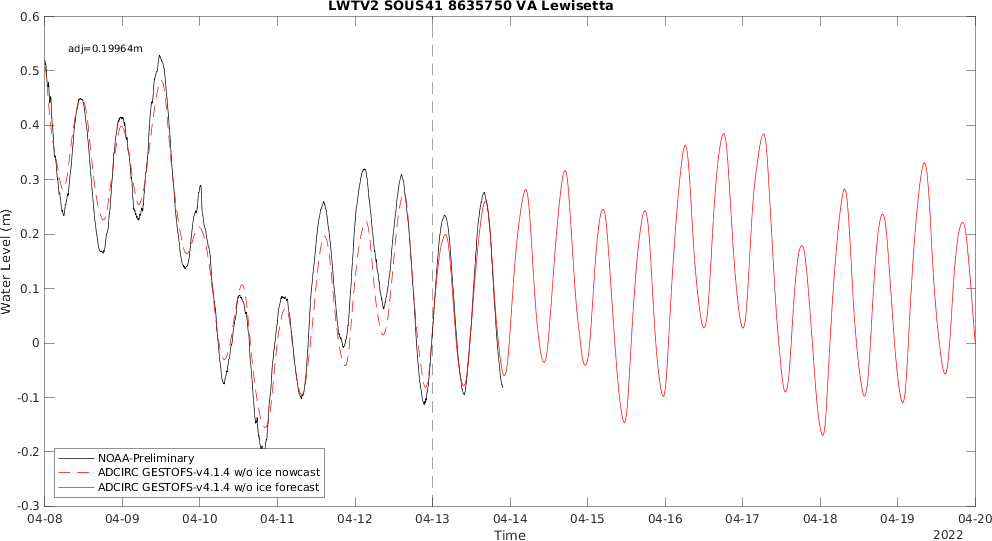 LWTV2 SOUS41 8635750 VA Lewisetta
adj=0.19964m
Water Level (m)
0.6
0.5
0.4
0.3
0.2
0.1
0
-0.1
-0.2
-0.3
NOAA-Preliminary
ADCIRC GESTOFS-v4.1.4 w/o ice nowcast
ADCIRC GESTOFS-v4.1.4 w/o ice forecast
04-08 04-09 04-10 04-11 04-12 04-13 04-14 04-15 04-16 04-17 04-18 04-19 04-20
Time
2022